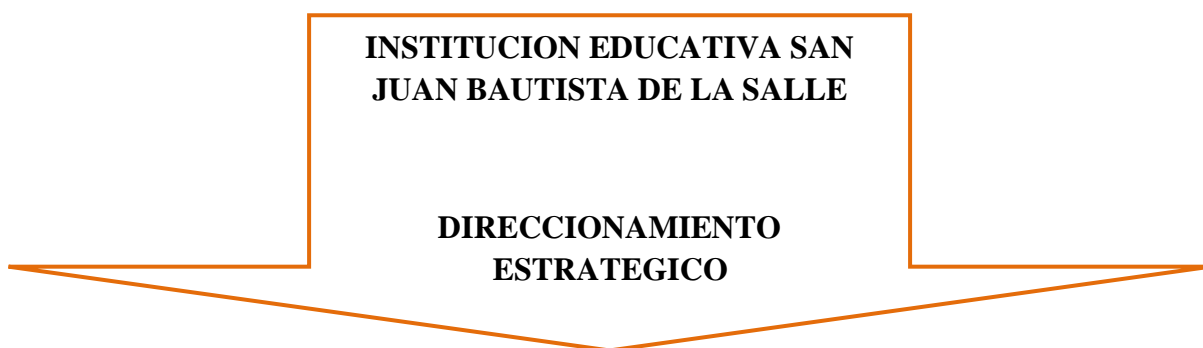 INSTITUCION EDUCATIVA SAN
JUAN BAUTISTA DE LA SALLE
DIRECCIONAMIENTO
ESTRATEGICO